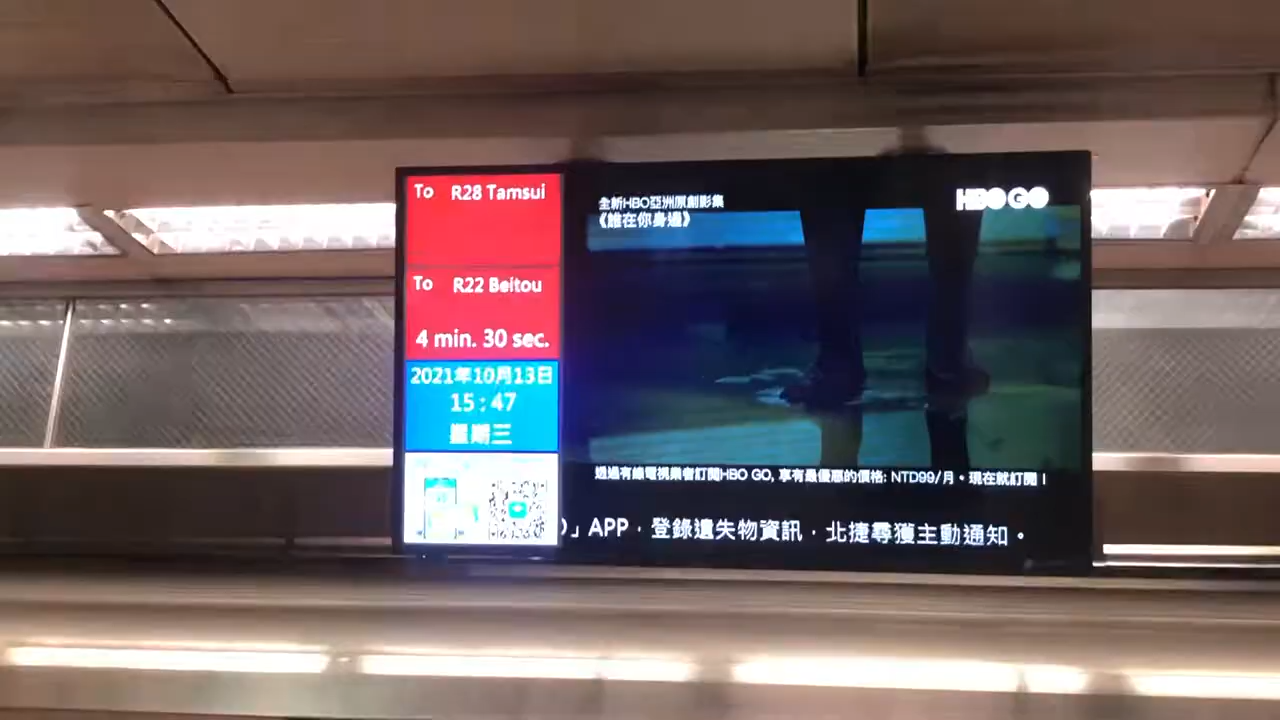 To R28 Tamsui
To R22 Beitou
4 min. 30 sec.
2021年10月13日
15:47
星期三
全新HBO亞洲原創影集
《誰在你身邊》
HBO GO
透過有線電視業者訂閱HBO GO, 享有最優惠的價格: NTD99/月。現在就訂閱！
」APP，登錄遺失物資訊，北捷尋獲主動通知。